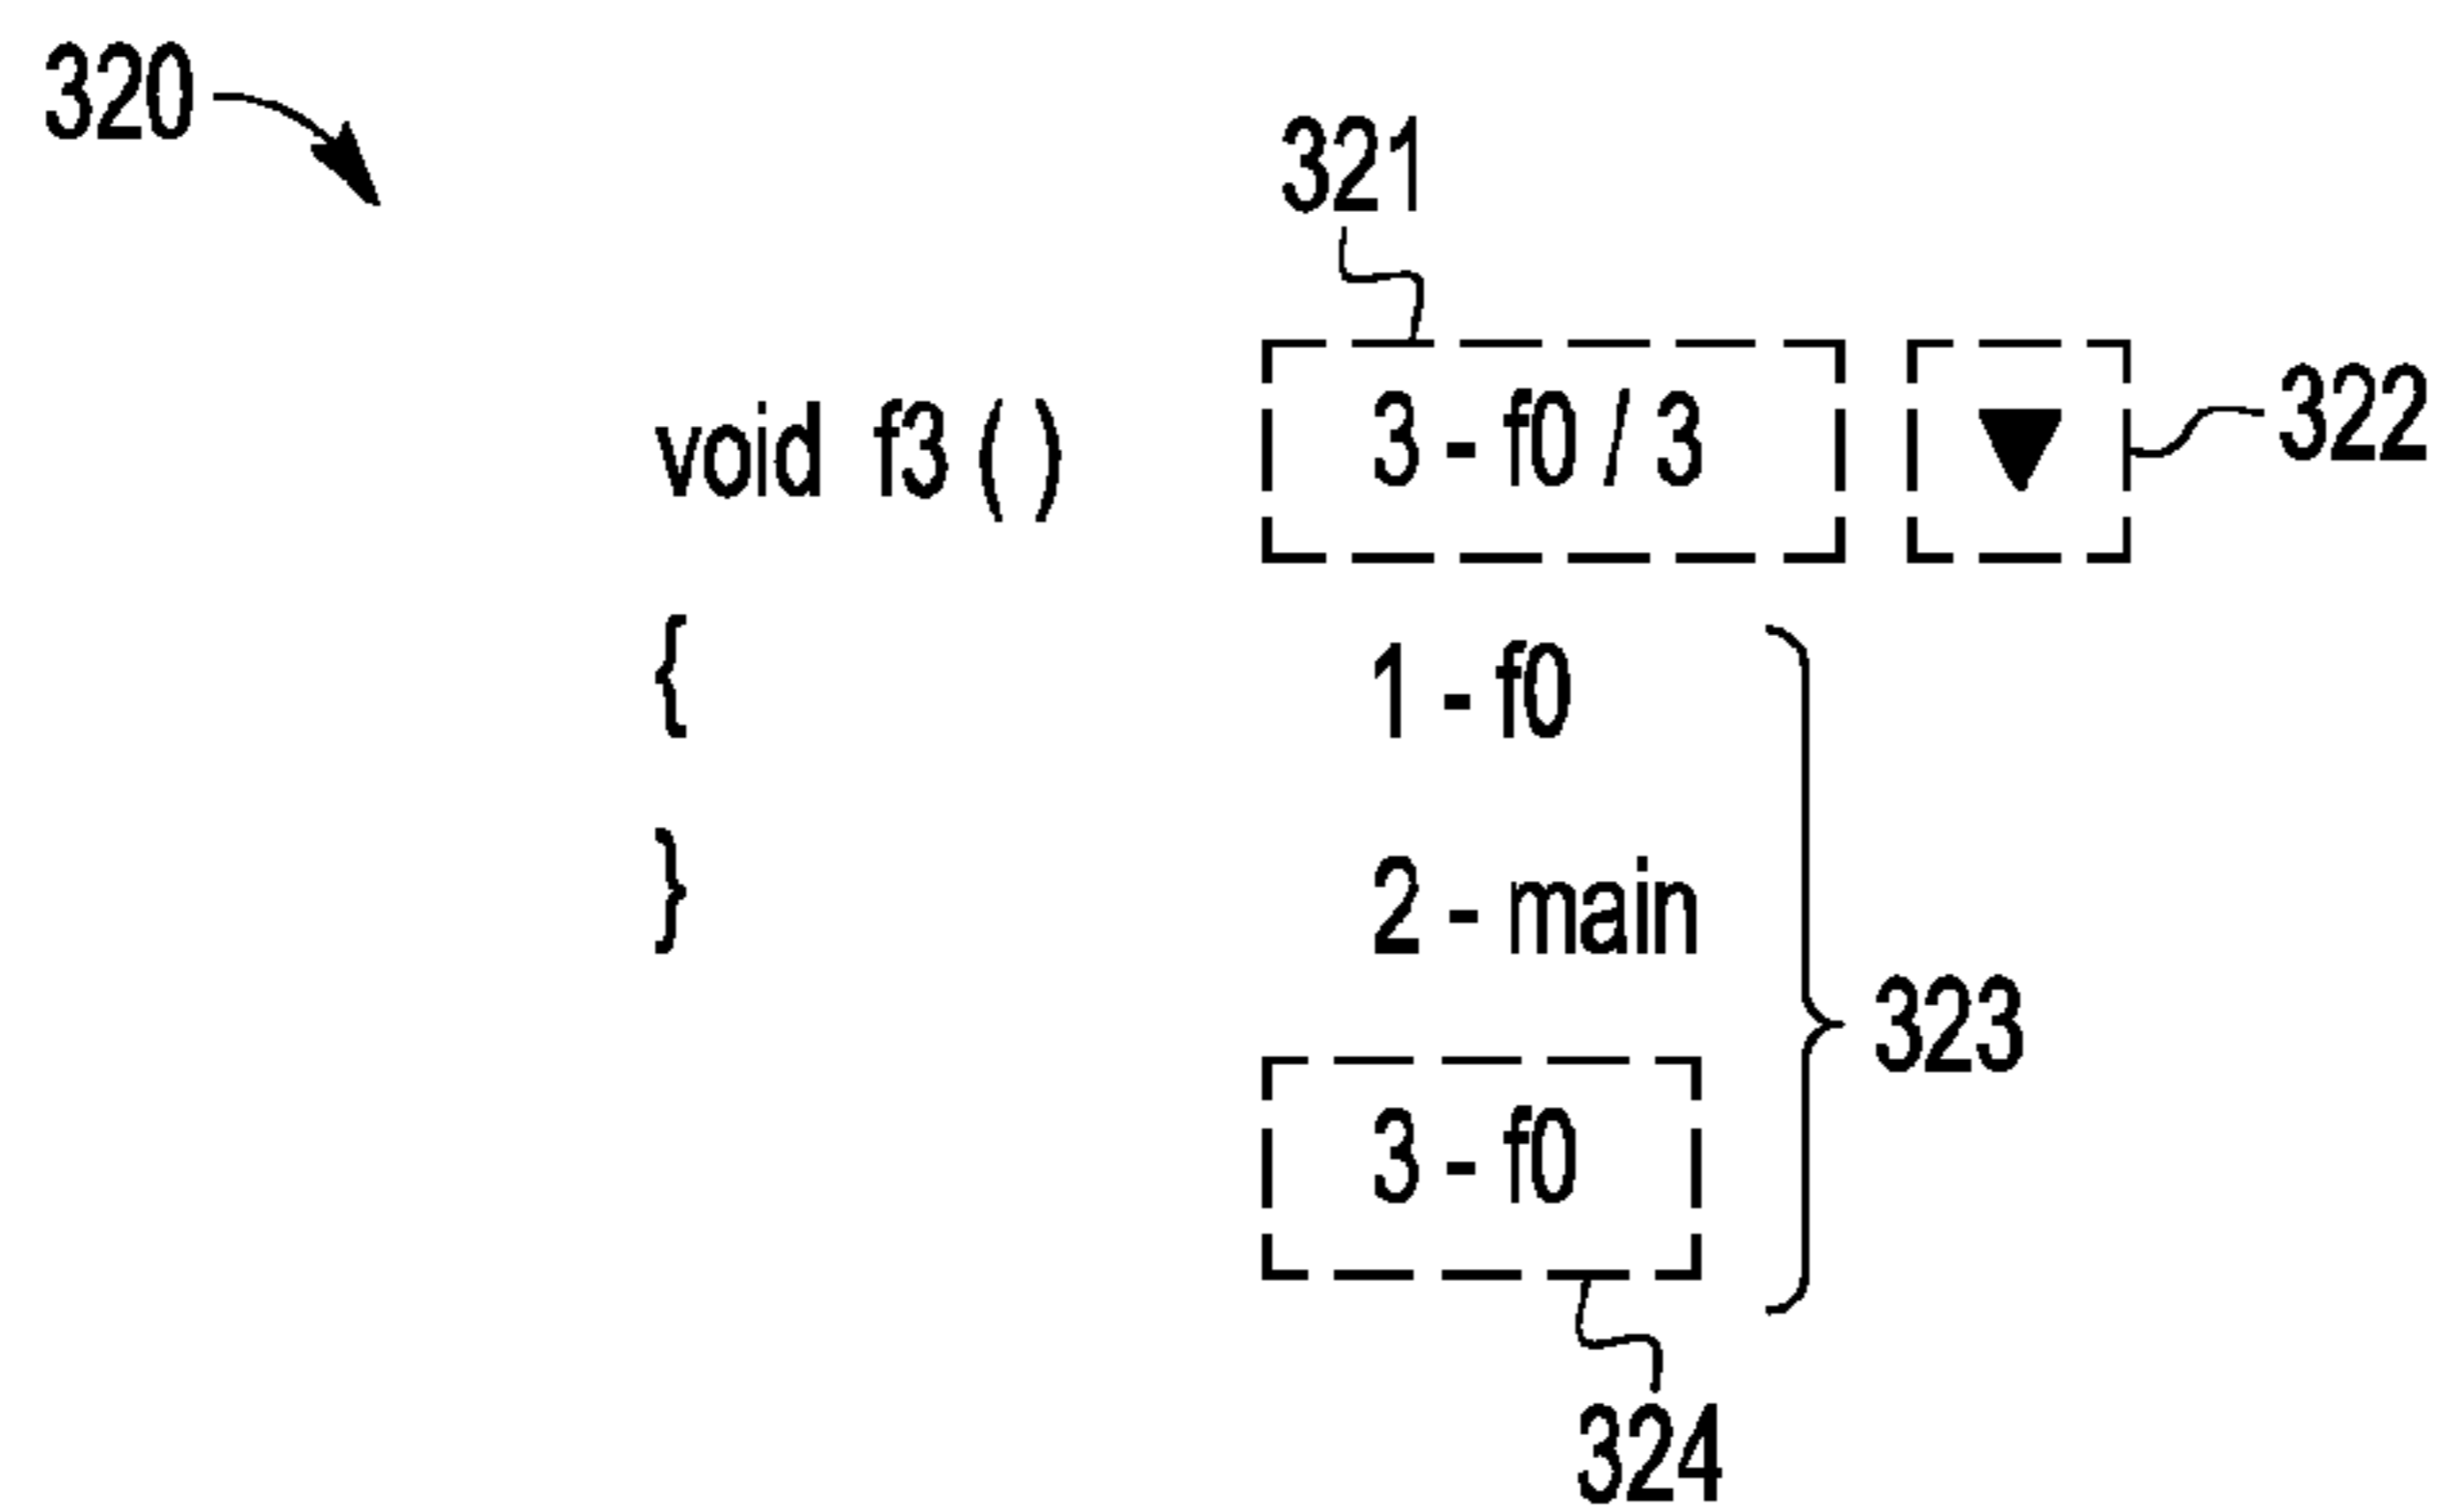 320
321
void f3 ( ) 3 - f0 / 3 322
{ 1 - f0
} 2 - main
323
3 - f0
324